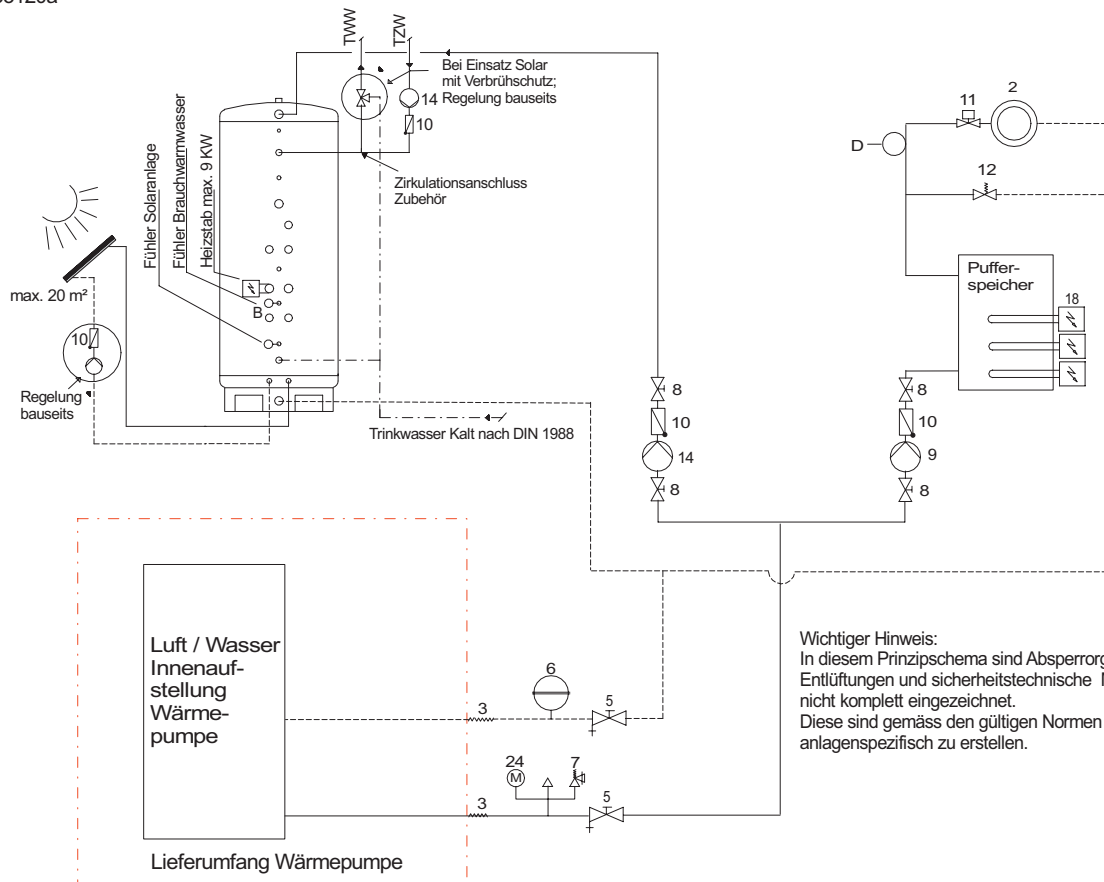 TWW
TZW
Bei Einsatz Solar
mit Verbrühschutz;
Regelung bauseits
14
10
Zirkulationsanschluss
Zubehör
Fühler Solaranlage
Fühler Brauchwarmwasser
Heizstab max. 9 KW
B
max. 20 m²
10
Regelung
bauseits
Trinkwasser Kalt nach DIN 1988
11
2
D
12
Puffer-
speicher
18
8
10
14
8
8
10
9
8
Luft / Wasser
Innenauf-
stellung
Wärme-
pumpe
3
6
5
24
M
7
3
5
Lieferumfang Wärmepumpe
Wichtiger Hinweis:
In diesem Prinzipschema sind Absperrorg
Entlüftungen und sicherheitstechnische
nicht komplett eingezeichnet.
Diese sind gemäss den gültigen Normen
anlagenspezifisch zu erstellen.